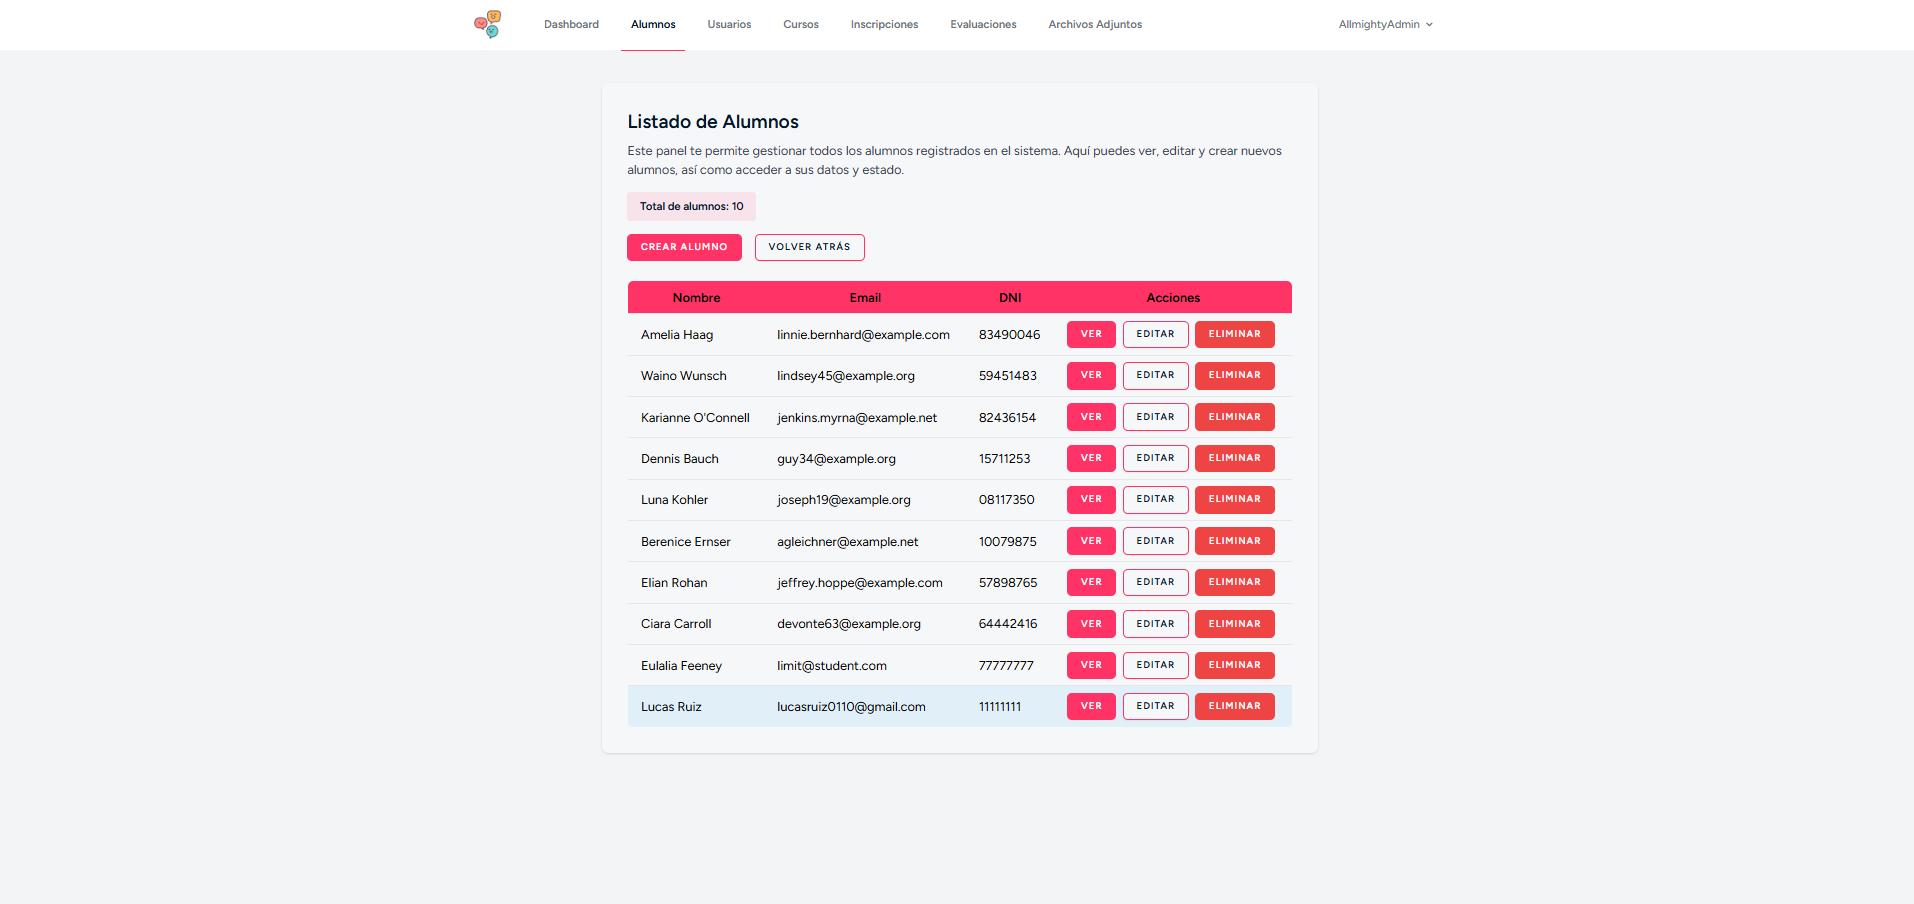 Dashboard Alumnos Usuarios Cursos Inscripciones Evaluaciones Archivos Adjuntos AllmightyAdmin
Listado de Alumnos
Este panel te permite gestionar todos los alumnos registrados en el sistema. Aquí puedes ver, editar y crear nuevos
alumnos, así como acceder a sus datos y estado.
Total de alumnos: 10
CREAR ALUMNO VOLVER ATRÁS
Nombre Email DNI Acciones
Amelia Haag linnie.bernhard@example.com 83490046 VER EDITAR ELIMINAR
Waino Wunsch lindsey45@example.org 59451483 VER EDITAR ELIMINAR
Karianne O'Connell jenkins.myrna@example.net 82436154 VER EDITAR ELIMINAR
Dennis Bauch guy34@example.org 15711253 VER EDITAR ELIMINAR
Luna Kohler joseph19@example.org 08117350 VER EDITAR ELIMINAR
Berenice Ernser agleichner@example.net 10079875 VER EDITAR ELIMINAR
Elian Rohan jeffrey.hoppe@example.com 57898765 VER EDITAR ELIMINAR
Ciara Carroll devonte63@example.org 64442416 VER EDITAR ELIMINAR
Eulalia Feeney limit@student.com 77777777 VER EDITAR ELIMINAR
Lucas Ruiz lucasruiz0110@gmail.com 11111111 VER EDITAR ELIMINAR